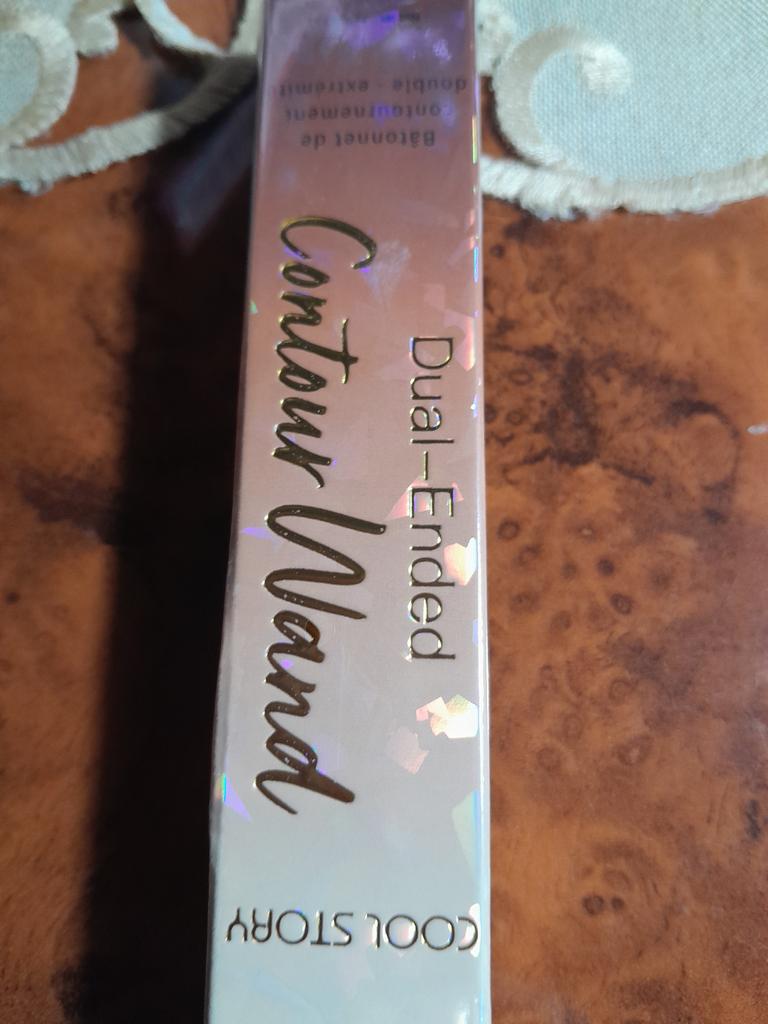 COOL STORY
Dual-Ended
Contour Wand
Bâtonnet de
contournement
double - extrémité